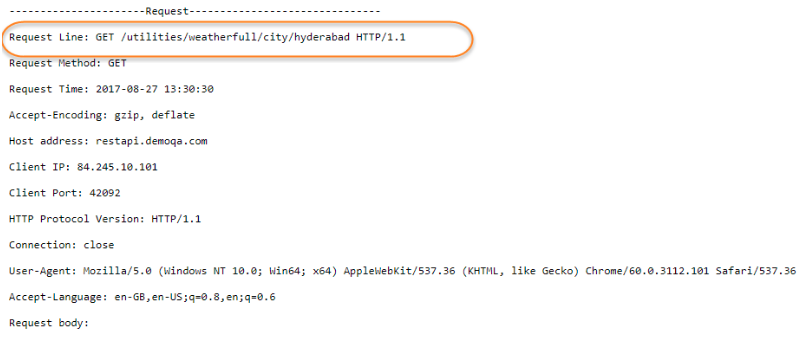 ----------------------Request-------------------------------
Request Line: GET /utilities/weatherfull/city/hyderabad HTTP/1.1
Request Method: GET
Request Time: 2017-08-27 13:30:30
Accept-Encoding: gzip, deflate
Host address: restapi.demoqa.com
Client IP: 84.245.10.101
Client Port: 42092
HTTP Protocol Version: HTTP/1.1
Connection: close
User-Agent: Mozilla/5.0 (Windows NT 10.0; Win64; x64) AppleWebKit/537.36 (KHTML, like Gecko) Chrome/60.0.3112.101 Safari/537.36
Accept-Language: en-GB,en-US;q=0.8,en;q=0.6
Request body: